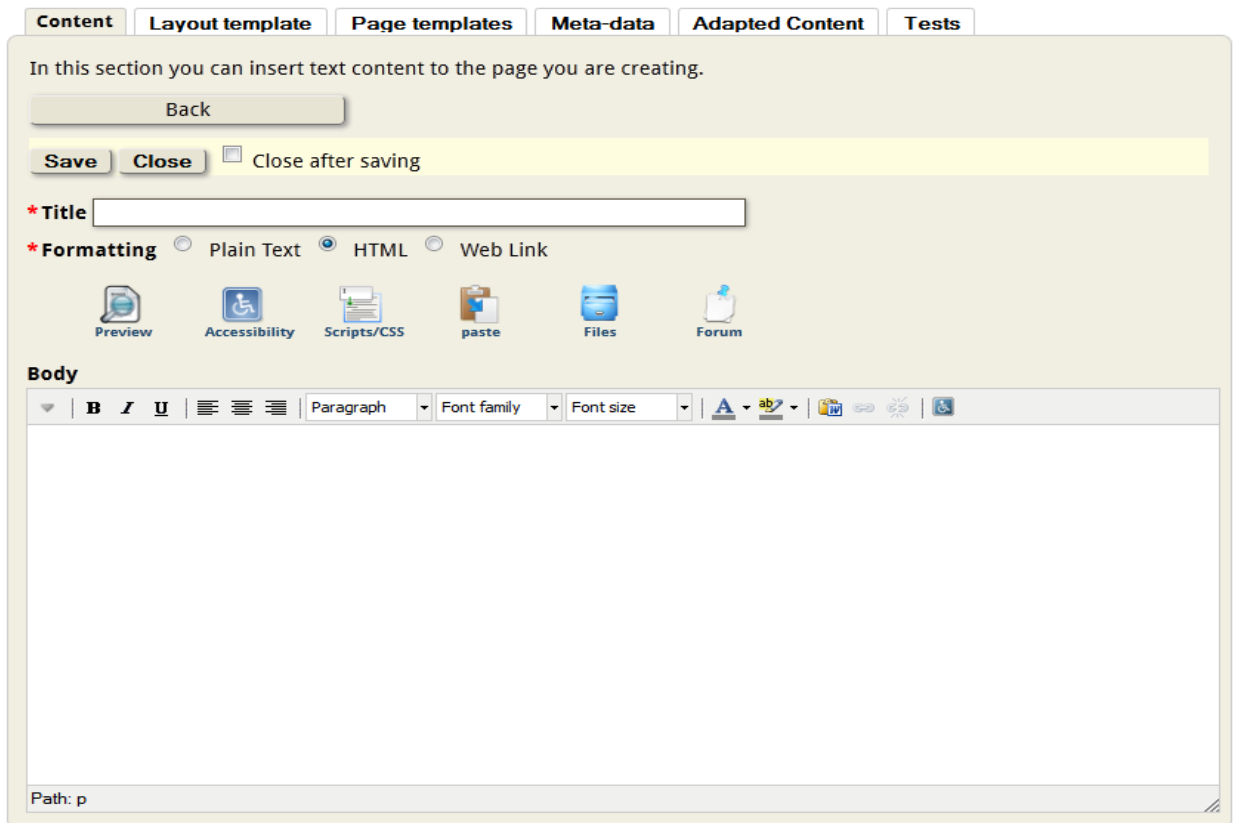 Content Layout template Page templates Meta-data Adapted Content Tests
In this section you can insert text content to the page you are creating.
Back
Save Close Close after saving
*Title
*Formatting Plain Text HTML Web Link
Preview Accessibility Scripts/CSS paste Files Forum
Body
B I U Paragraph Font family Font size A ab W
Path: p